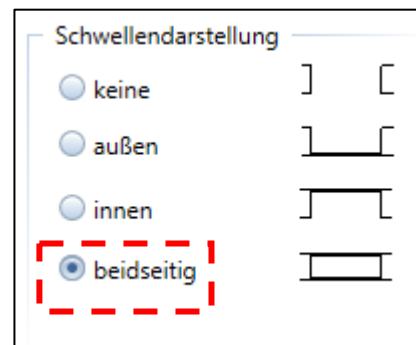 Schwellendarstellung
keine
außen
innen
beidseitig